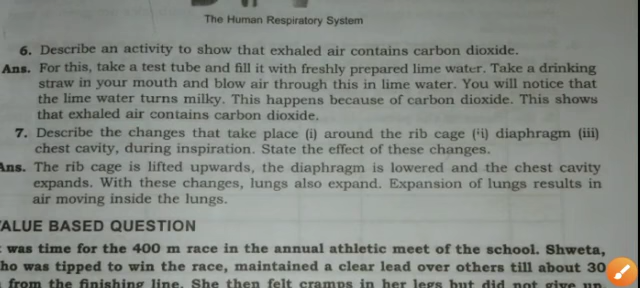 The Human Respiratory System
6. Describe an activity to show that exhaled air contains carbon dioxide.
Ans. For this, take a test tube and fill it with freshly prepared lime water. Take a drinking
straw in your mouth and blow air through this in lime water. You will notice that
the lime water turns milky. This happens because of carbon dioxide. This shows
that exhaled air contains carbon dioxide.
7. Describe the changes that take place (i) around the rib cage (ii) diaphragm (iii)
chest cavity, during inspiration. State the effect of these changes.
Ans. The rib cage is lifted upwards, the diaphragm is lowered and the chest cavity
expands. With these changes, lungs also expand. Expansion of lungs results in
air moving inside the lungs.
VALUE BASED QUESTION
was time for the 400 m race in the annual athletic meet of the school. Shweta,
who was tipped to win the race, maintained a clear lead over others till about 30
from the finishing line. She then felt cramps in her legs but did not give up